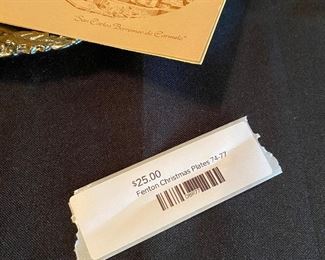 "San Carlos Borromeo de Carmelo"
$25.00
Fenton Christmas Plates 74-77